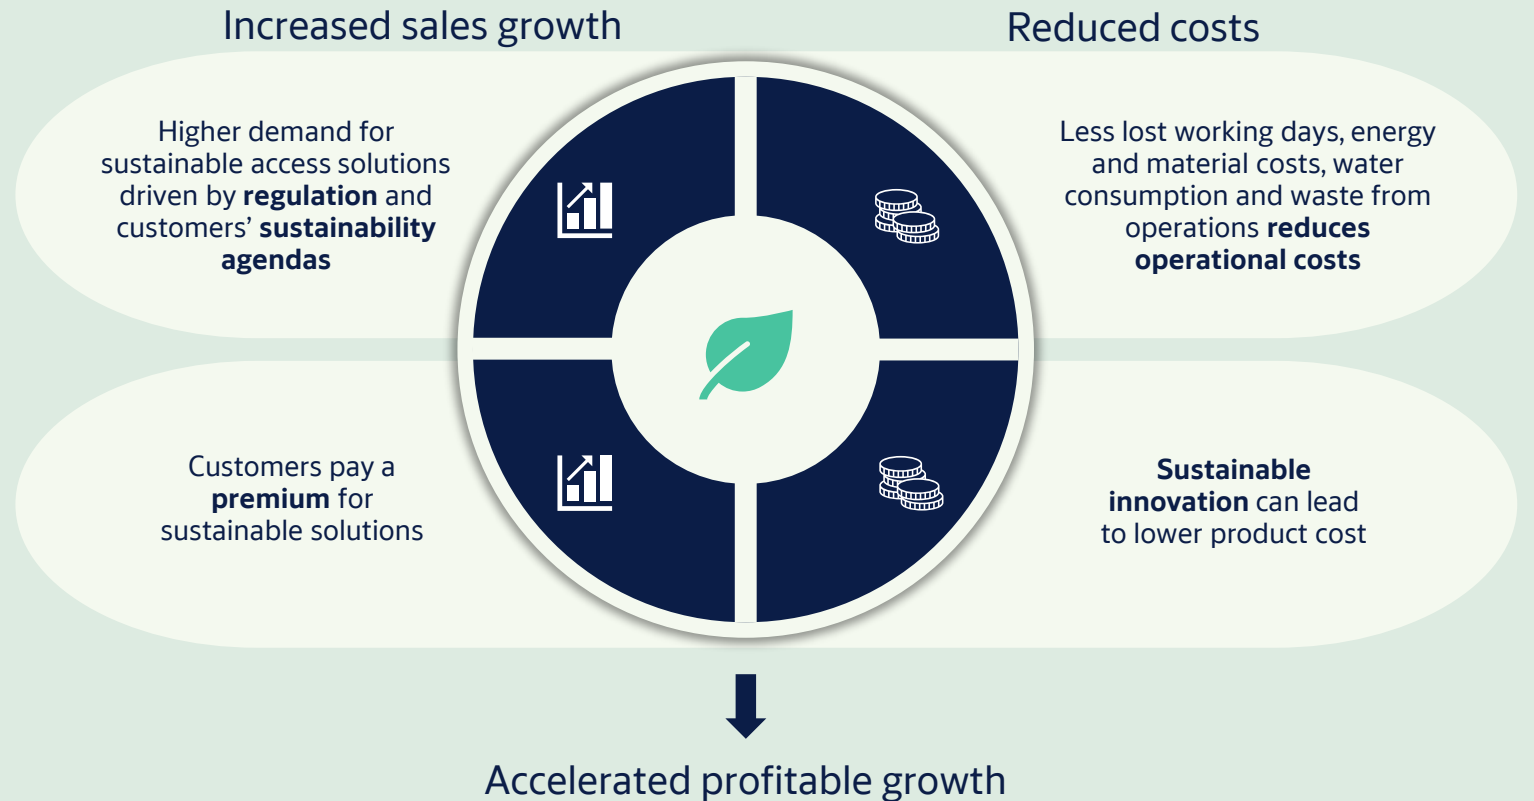 Increased sales growth
Reduced costs
Higher demand for
sustainable access solutions
driven by regulation and
customers’ sustainability
agendas
Less lost working days, energy
and material costs, water
consumption and waste from
operations reduces
operational costs
Customers pay a
premium for
sustainable solutions
Sustainable
innovation can lead
to lower product cost
Accelerated profitable growth